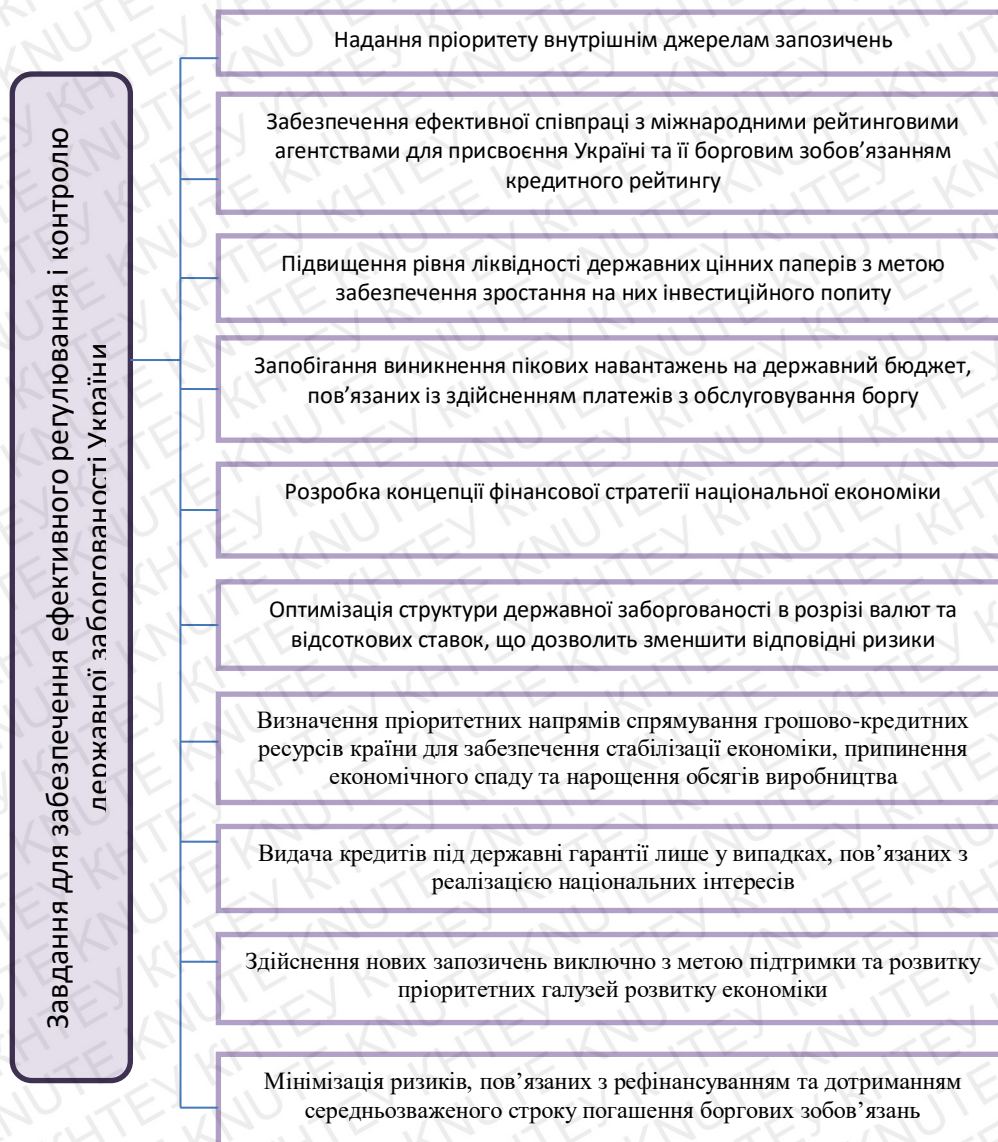 Завдання для забезпечення ефективного регулювання і контролю
державної заборгованості України
Надання пріоритету внутрішнім джерелам запозичень
Забезпечення ефективної співпраці з міжнародними рейтинговими
агентствами для присвоєння Україні та її борговим зобов’язанням
кредитного рейтингу
Підвищення рівня ліквідності державних цінних паперів з метою
забезпечення зростання на них інвестиційного попиту
Запобігання виникнення пікових навантажень на державний бюджет,
пов’язаних із здійсненням платежів з обслуговування боргу
Розробка концепції фінансової стратегії національної економіки
Оптимізація структури державної заборгованості в розрізі валют та
відсоткових ставок, що дозволить зменшити відповідні ризики
Визначення пріоритетних напрямів спрямування грошово-кредитних
ресурсів країни для забезпечення стабілізації економіки, припинення
економічного спаду та нарощення обсягів виробництва
Видача кредитів під державні гарантії лише у випадках, пов’язаних з
реалізацією національних інтересів
Здійснення нових запозичень виключно з метою підтримки та розвитку
пріоритетних галузей розвитку економіки
Мінімізація ризиків, пов’язаних з рефінансуванням та дотриманням
середньозваженого строку погашення боргових зобов’язань